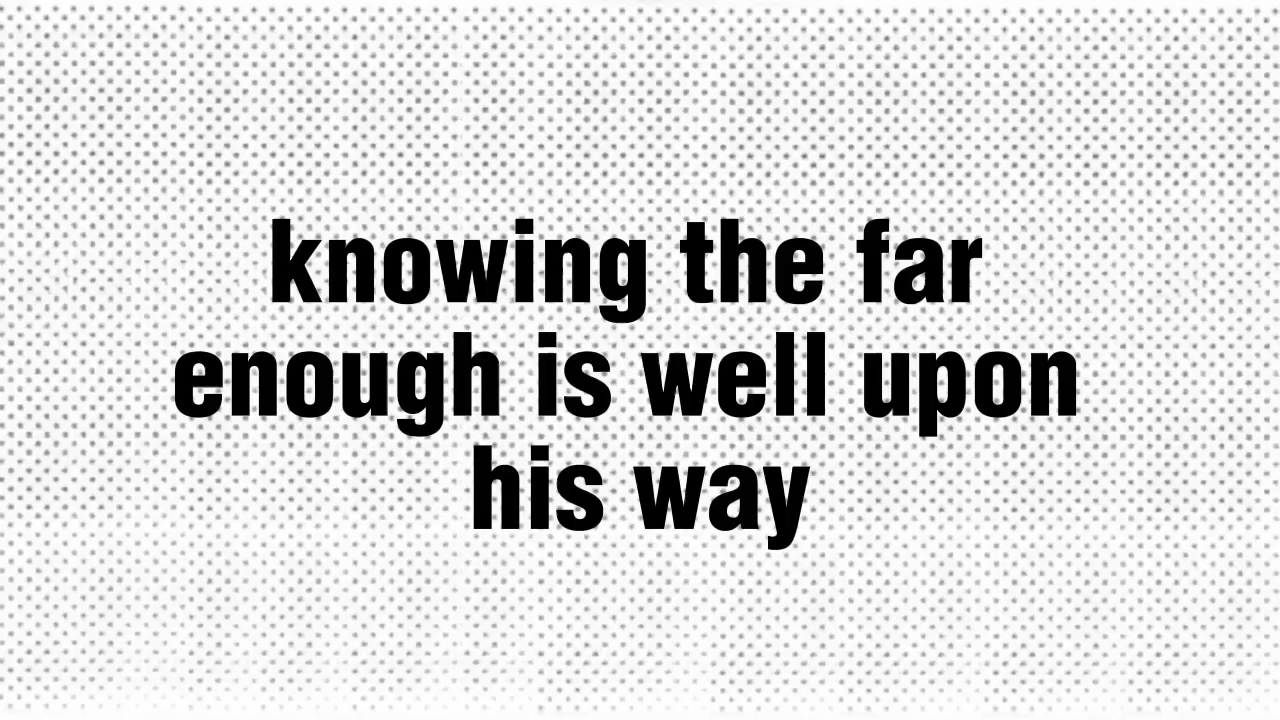 knowing the far
enough is well upon
his way